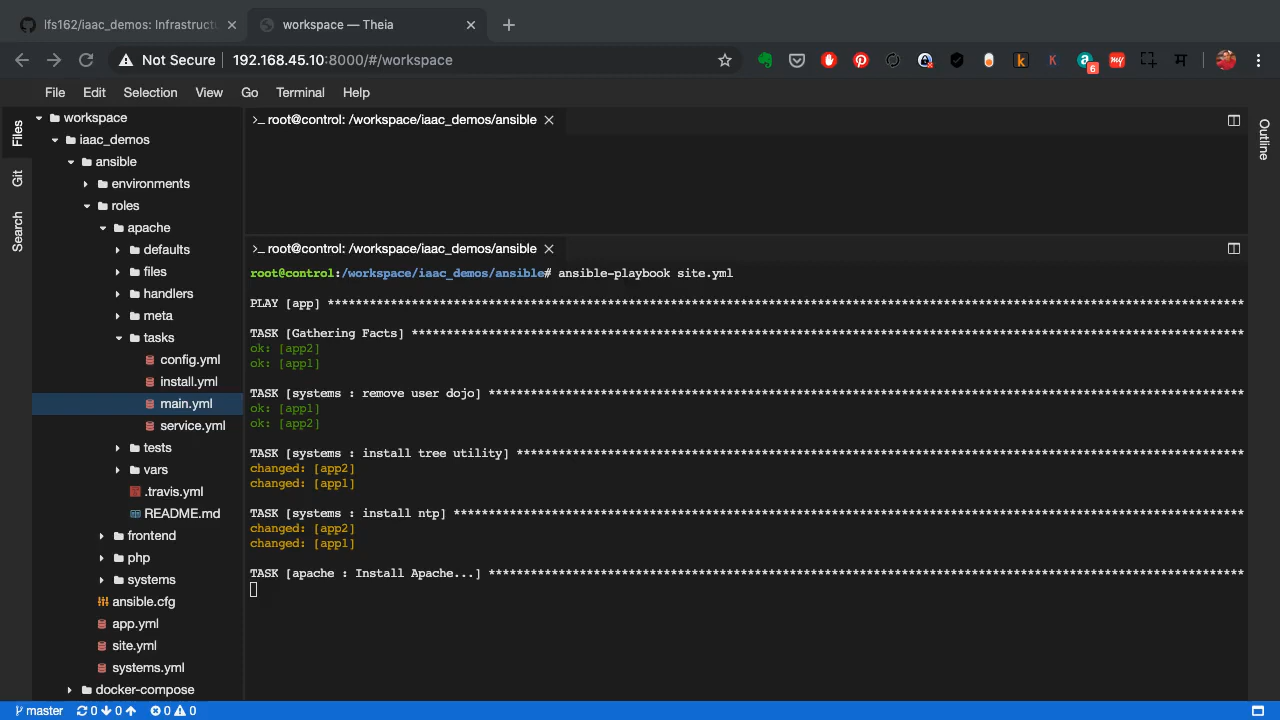 lfs162/iaac_demos: Infrastructu
workspace — Theia
Not Secure
192.168.45.10:8000/#/workspace
6
File Edit Selection View Go Terminal Help
Files
Git
Search
Outline
workspace
iaac_demos
ansible
environments
roles
apache
defaults
files
handlers
meta
tasks
config.yml
install.yml
main.yml
service.yml
tests
vars
.travis.yml
README.md
frontend
php
systems
ansible.cfg
app.yml
site.yml
systems.yml
docker-compose
>_ root@control: /workspace/iaac_demos/ansible
>_ root@control: /workspace/iaac_demos/ansible
root@control:/workspace/iaac_demos/ansible# ansible-playbook site.yml
PLAY [app] ***********************************************************************************************************************************
TASK [Gathering Facts] ***********************************************************************************************************************
ok: [app2]
ok: [app1]
TASK [systems : remove user dojo] ************************************************************************************************************
ok: [app1]
ok: [app2]
TASK [systems : install tree utility] ********************************************************************************************************
changed: [app2]
changed: [app1]
TASK [systems : install ntp] *****************************************************************************************************************
changed: [app2]
changed: [app1]
TASK [apache : Install Apache...] ************************************************************************************************************
master 0 0 0 0